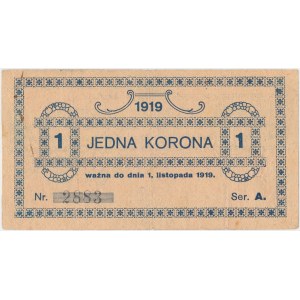 1919
1 JEDNA KORONA 1
ważna do dnia 1. listopada 1919.
Nr. 2883 Ser. A.